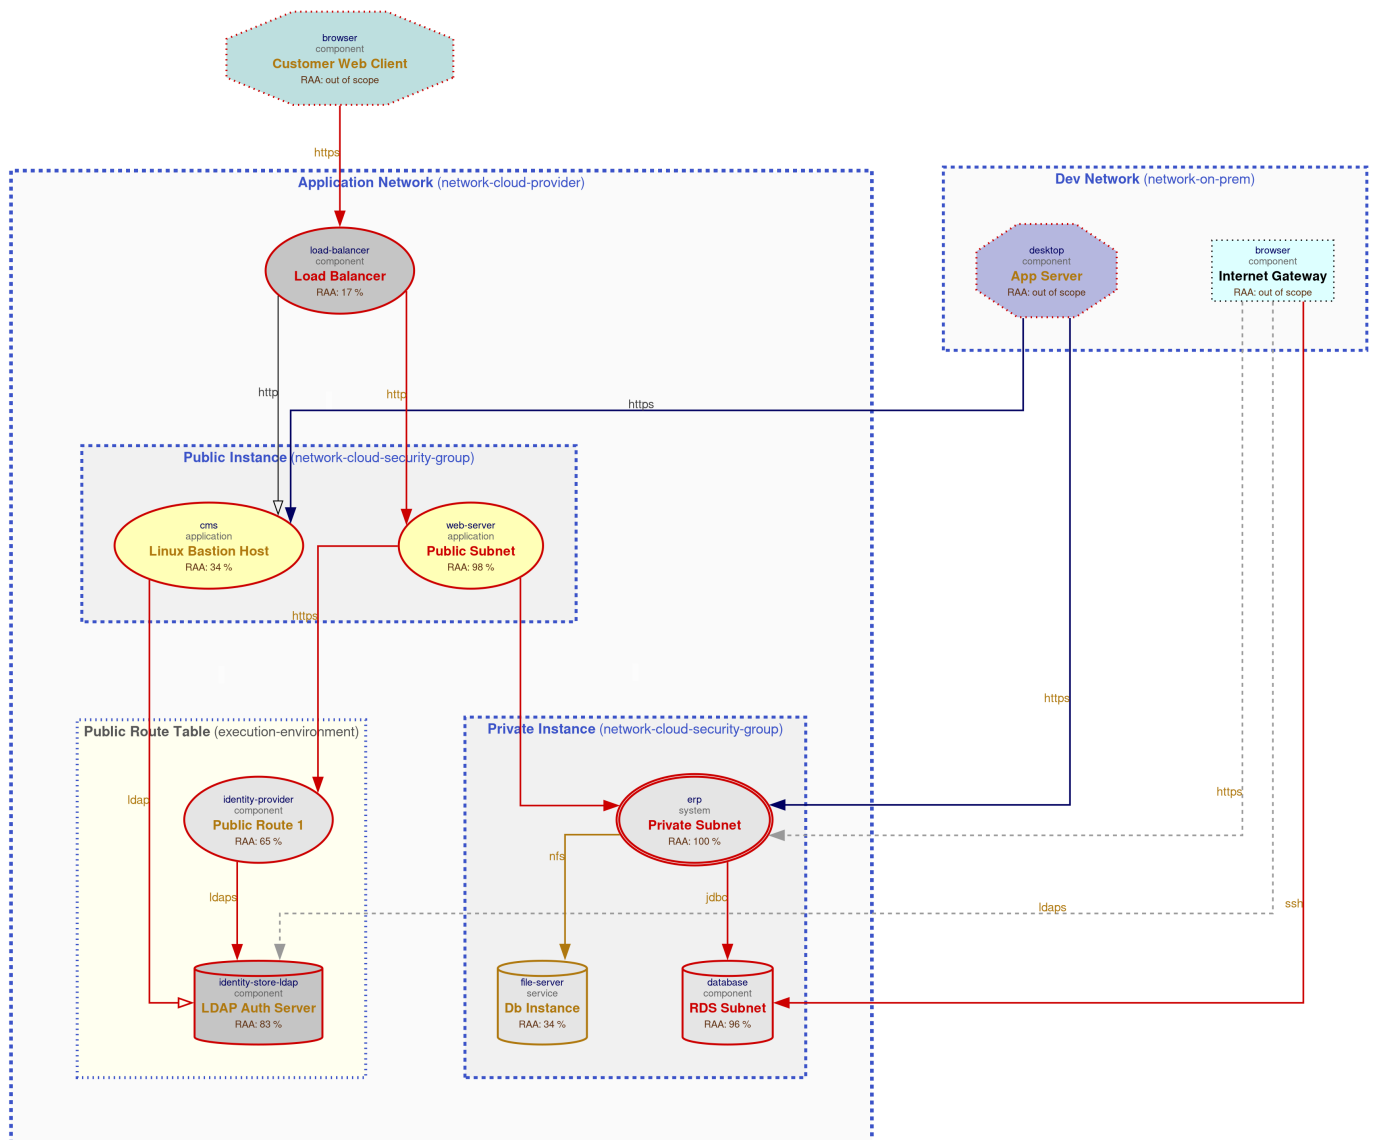 browser
component
Customer Web Client
RAA: out of scope
https
Application Network (network-cloud-provider)
Dev Network (network-on-prem)
load-balancer
component
Load Balancer
RAA: 17 %
desktop
component
App Server
RAA: out of scope
browser
component
Internet Gateway
RAA: out of scope
http
http
https
Public Instance (network-cloud-security-group)
cms
application
Linux Bastion Host
RAA: 34 %
web-server
application
Public Subnet
RAA: 98 %
https
https
Public Route Table (execution-environment)
Private Instance (network-cloud-security-group)
ldap
identity-provider
component
Public Route 1
RAA: 65 %
erp
system
Private Subnet
RAA: 100 %
https
nfs
ldaps
jdbc
ldaps
ssh
identity-store-ldap
component
LDAP Auth Server
RAA: 83 %
file-server
service
Db Instance
RAA: 34 %
database
component
RDS Subnet
RAA: 96 %